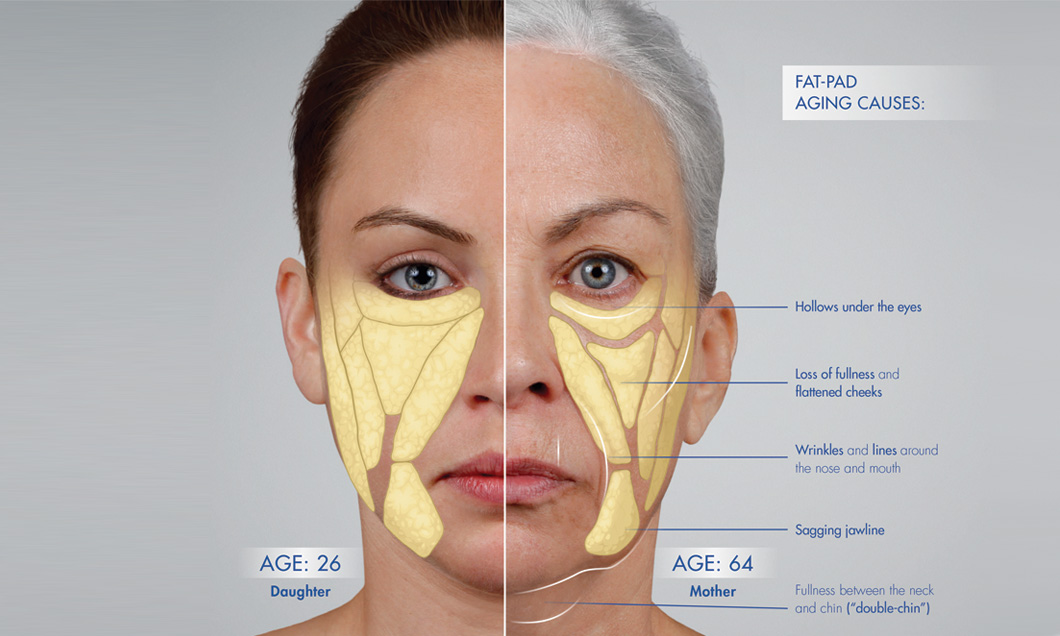 FAT-PAD
AGING CAUSES:
Hollows under the eyes
Loss of fullness and
flattened cheeks
Wrinkles and lines around
the nose and mouth
Sagging jawline
AGE: 26
Daughter
AGE: 64
Mother
Fullness between the neck
and chin (“double-chin”)